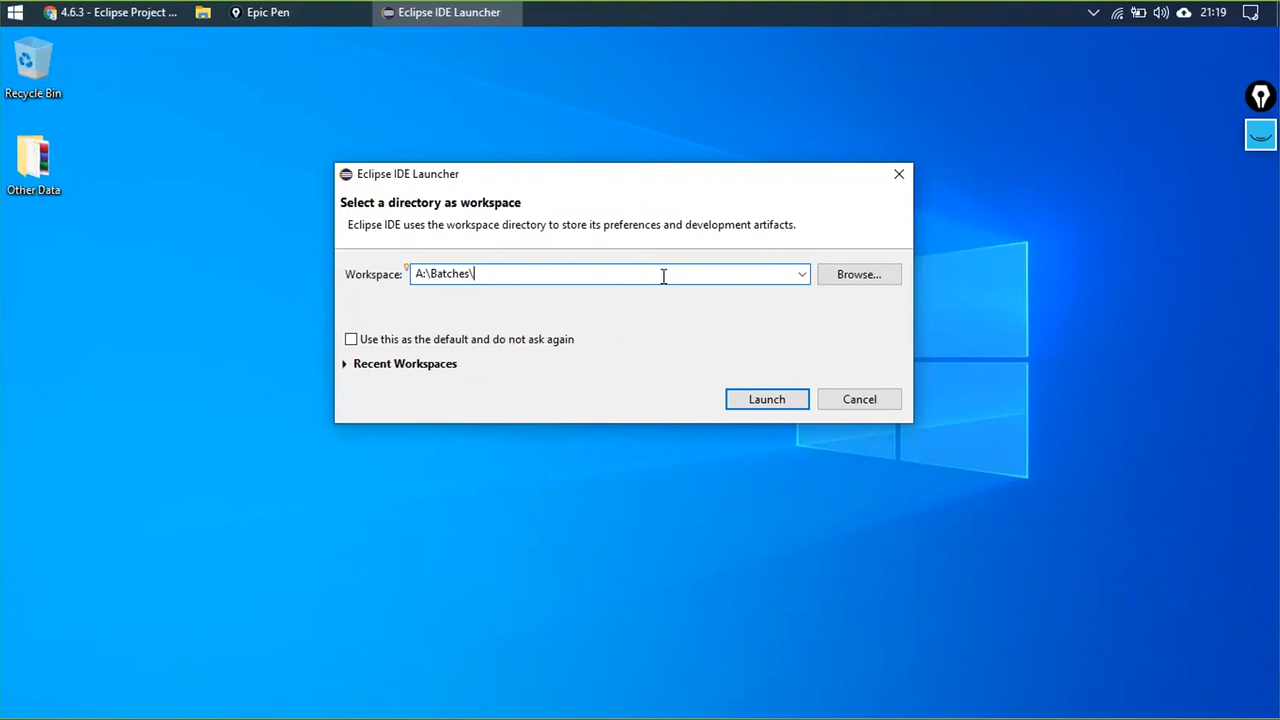 4.6.3 - Eclipse Project ...
Epic Pen
Eclipse IDE Launcher
21:19
Recycle Bin
Other Data
Eclipse IDE Launcher
Select a directory as workspace
Eclipse IDE uses the workspace directory to store its preferences and development artifacts.
Workspace: A:\Batches\ Browse...
Use this as the default and do not ask again
Recent Workspaces
Launch Cancel